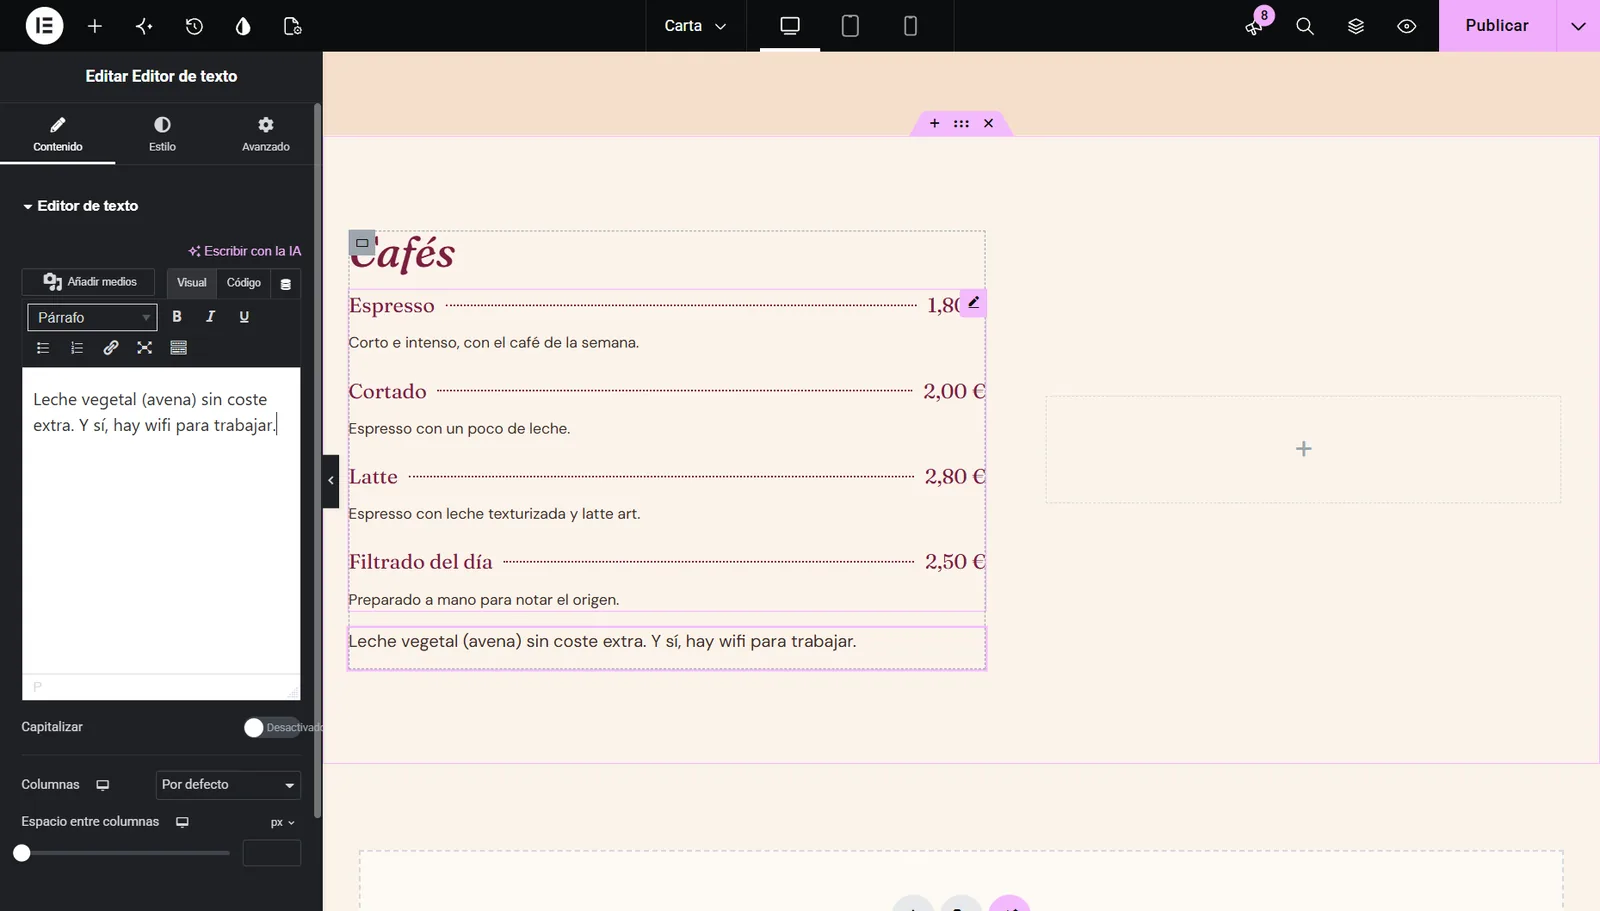 Carta
8
Publicar
Editar Editor de texto
Contenido
Estilo
Avanzado
Editor de texto
Escribir con la IA
Añadir medios
Visual
Código
Párrafo
B I U
Leche vegetal (avena) sin coste
extra. Y sí, hay wifi para trabajar.
P
Capitalizar
Desactivado
Columnas
Por defecto
Espacio entre columnas
px
Cafés
Espresso 1,80
Corto e intenso, con el café de la semana.
Cortado 2,00 €
Espresso con un poco de leche.
Latte 2,80 €
Espresso con leche texturizada y latte art.
Filtrado del día 2,50 €
Preparado a mano para notar el origen.
Leche vegetal (avena) sin coste extra. Y sí, hay wifi para trabajar.